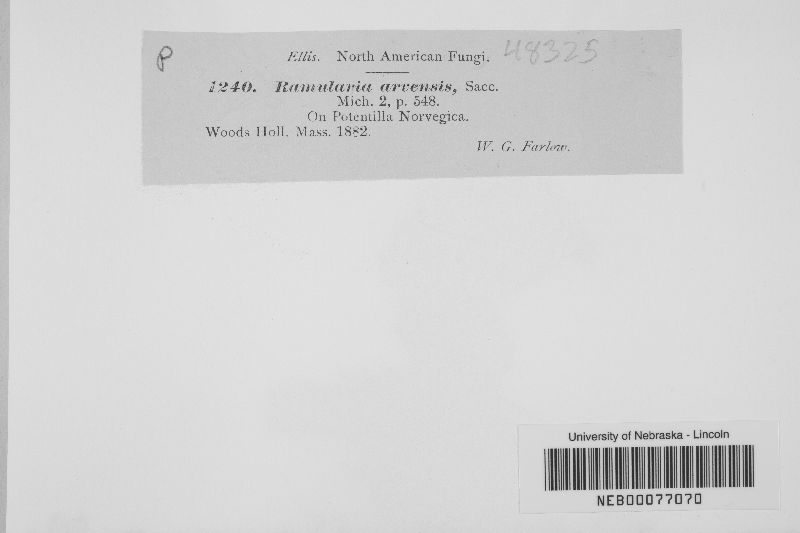 P
Ellis. North American Fungi. 48325
1240. Ramularia arvensis, Sacc.
Mich. 2, p. 548.
On Potentilla Norvegica.
Woods Holl. Mass. 1882.
W. G. Farlow.
University of Nebraska - Lincoln
NEB00077070